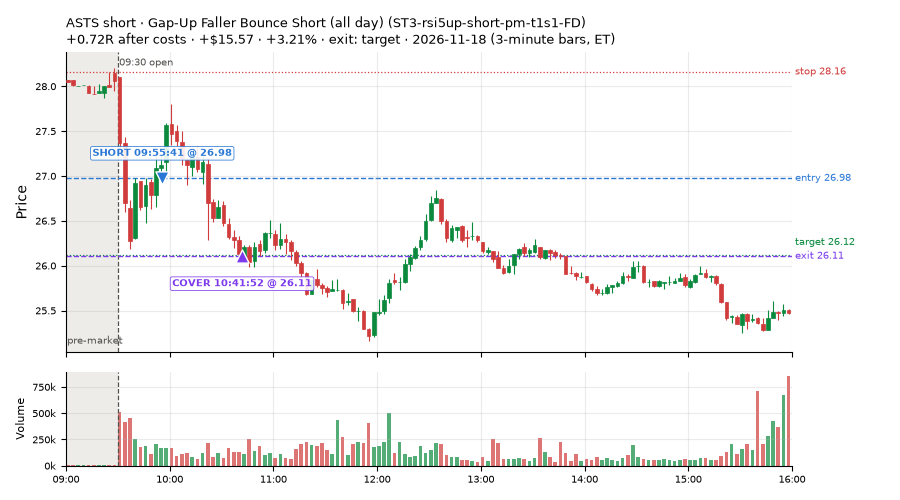 ASTS short · Gap-Up Faller Bounce Short (all day) (ST3-rsi5up-short-pm-t1s1-FD)
+0.72R after costs · +$15.57 · +3.21% · exit: target · 2026-11-18 (3-minute bars, ET)
09:30 open
stop 28.16
28.0
27.5
SHORT 09:55:41 @ 26.98
27.0
entry 26.98
Price
26.5
target 26.12
26.0
exit 26.11
COVER 10:41:52 @ 26.11
25.5
pre-market
Volume
750k
500k
250k
0k
09:00
10:00
11:00
12:00
13:00
14:00
15:00
16:00